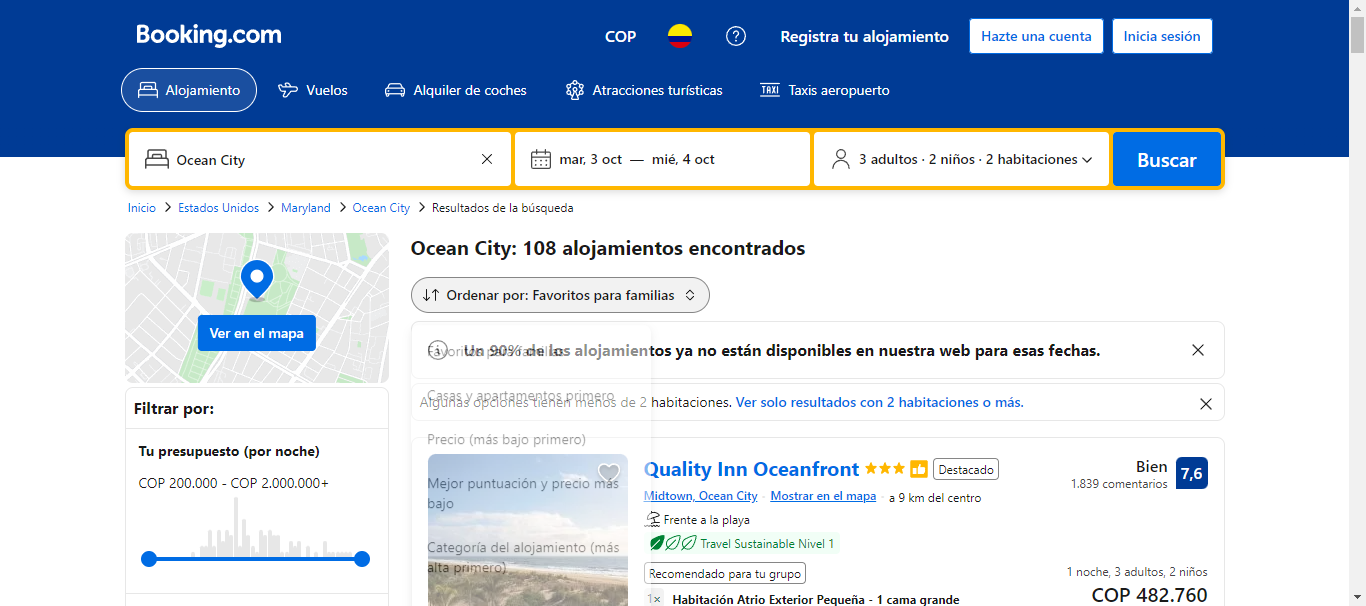 Booking.com
COP
Registra tu alojamiento
Hazte una cuenta
Inicia sesión
Alojamiento
Vuelos
Alquiler de coches
Atracciones turísticas
TAXI Taxis aeropuerto
Ocean City
mar, 3 oct — mié, 4 oct
3 adultos · 2 niños · 2 habitaciones
Buscar
Inicio
Estados Unidos
Maryland
Ocean City
Resultados de la búsqueda
Ver en el mapa
Filtrar por:
Tu presupuesto (por noche)
COP 200.000 - COP 2.000.000+
Ocean City: 108 alojamientos encontrados
Ordenar por: Favoritos para familias
Favoritos para familias
Un 90% de los alojamientos ya no están disponibles en nuestra web para esas fechas.
Casas y apartamentos primero
Algunas opciones tienen menos de 2 habitaciones. Ver solo resultados con 2 habitaciones o más.
Precio (más bajo primero)
Mejor puntuación y precio más
bajo
Categoría del alojamiento (más
alta primero)
Quality Inn Oceanfront
Destacado
Midtown, Ocean City · Mostrar en el mapa · a 9 km del centro
Frente a la playa
Travel Sustainable Nivel 1
Recomendado para tu grupo
1× Habitación Atrio Exterior Pequeña - 1 cama grande
Bien
1.839 comentarios
7,6
1 noche, 3 adultos, 2 niños
COP 482.760